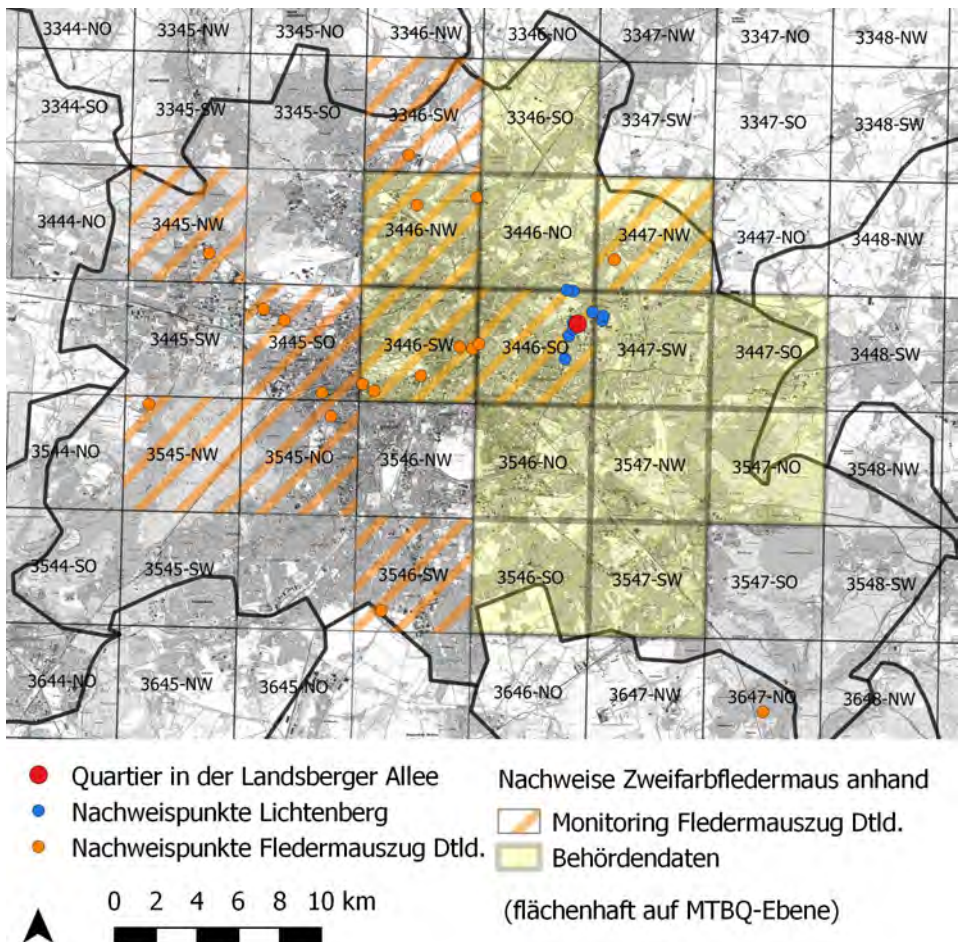 3344-NO 3345-NW 3345-NO 3346-NW 3346-NO 3347-NW 3347-NO 3348-NW
3344-SO 3345-SW 3345-SO 3346-SW 3346-SO 3347-SW 3347-SO 3348-SW
3444-NO 3445-NW 3446-NW 3446-NO 3447-NW 3447-NO 3448-NW
3445-SW 3445-SO 3446-SW 3446-SO 3447-SW 3447-SO 3448-SW
3544-NO 3545-NW 3545-NO 3546-NW 3546-NO 3547-NW 3547-NO 3548-NW
3544-SO 3545-SW 3546-SW 3546-SO 3547-SW 3547-SO 3548-SW
3644-NO 3645-NW 3645-NO 3646-NO 3647-NW 3647-NO 3648-NW
Quartier in der Landsberger Allee
Nachweispunkte Lichtenberg
Nachweispunkte Fledermauszug Dtld.
0 2 4 6 8 10 km
Nachweise Zweifarbfledermaus anhand
Monitoring Fledermauszug Dtld.
Behördendaten
(flächenhaft auf MTBQ-Ebene)